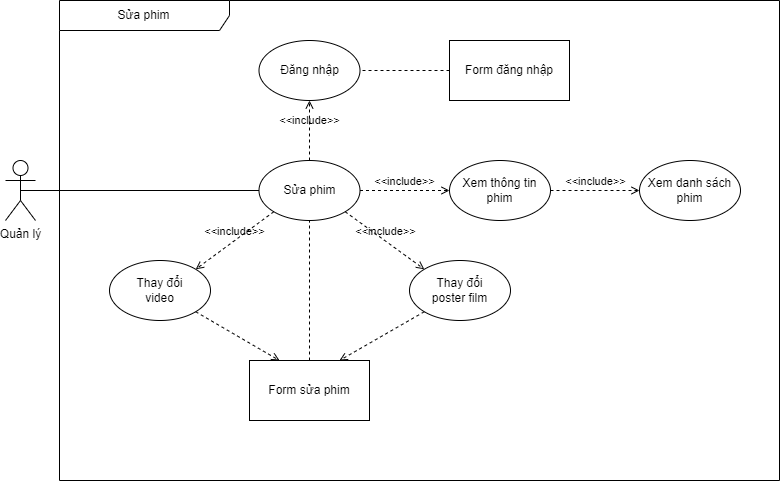 Sửa phim
Đăng nhập
Form đăng nhập
<<include>>
Quản lý
Sửa phim
<<include>>
Xem thông tin
phim
<<include>>
Xem danh sách
phim
<<include>>
<<include>>
Thay đổi
video
Thay đổi
poster film
Form sửa phim